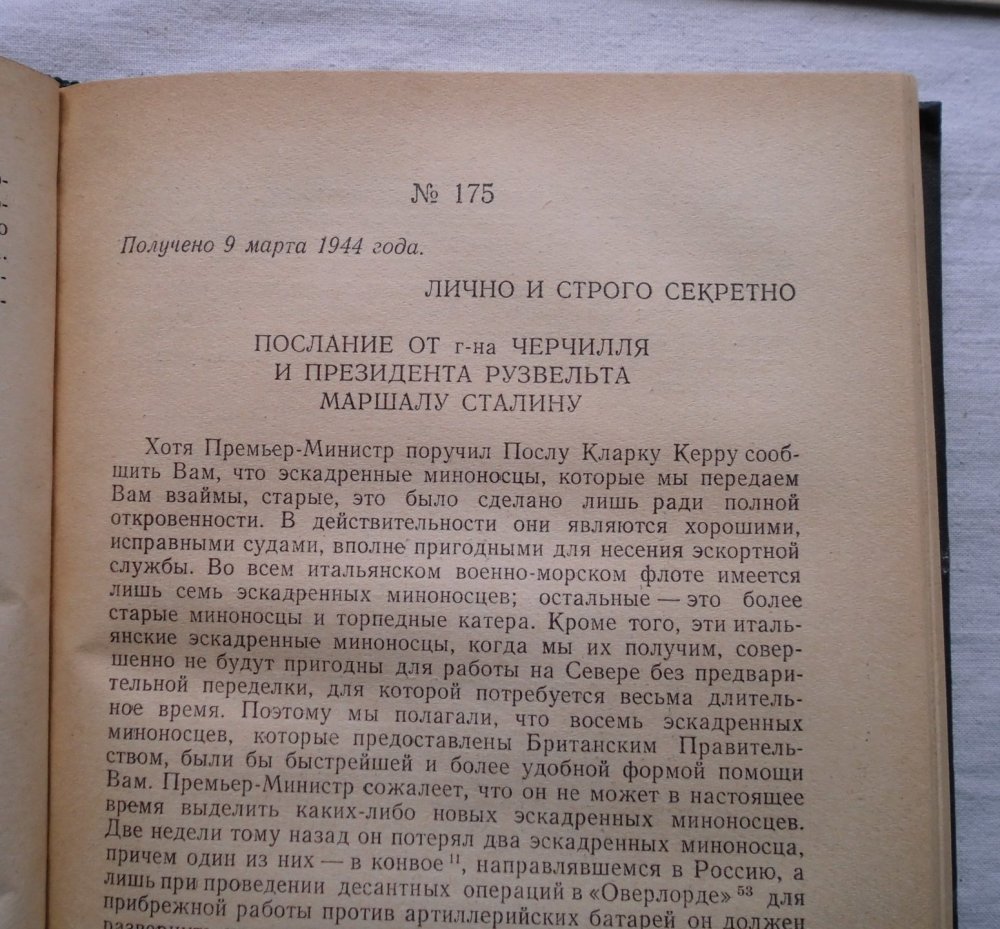 № 175
Получено 9 марта 1944 года.
ЛИЧНО И СТРОГО СЕКРЕТНО
ПОСЛАНИЕ ОТ г-на ЧЕРЧИЛЛЯ
И ПРЕЗИДЕНТА РУЗВЕЛЬТА
МАРШАЛУ СТАЛИНУ
Хотя Премьер-Министр поручил Послу Кларку Керру сооб-
шить Вам, что эскадренные миноносцы, которые мы передаем
Вам взаймы, старые, это было сделано лишь ради полной
откровенности. В действительности они являются хорошими,
исправными судами, вполне пригодными для несения эскортной
службы. Во всем итальянском военно-морском флоте имеется
лишь семь эскадренных миноносцев; остальные — это более
старые миноносцы и торпедные катера. Кроме того, эти италь-
янские эскадренные миноносцы, когда мы их получим, совер-
шенно не будут пригодны для работы на Севере без предвари-
тельной переделки, для которой потребуется весьма длитель-
ное время. Поэтому мы полагали, что восемь эскадренных
миноносцев, которые предоставлены Британским Правитель-
ством, были бы быстрейшей и более удобной формой помощи
Вам. Премьер-Министр сожалеет, что он не может в настоящее
время выделить каких-либо новых эскадренных миноносцев.
Две недели тому назад он потерял два эскадренных миноносца,
причем один из них — в конвое ¹¹, направлявшемся в Россию, а
лишь при проведении десантных операций в «Оверлорде» ⁵³ для
прибрежной работы против артиллерийских батарей он должен